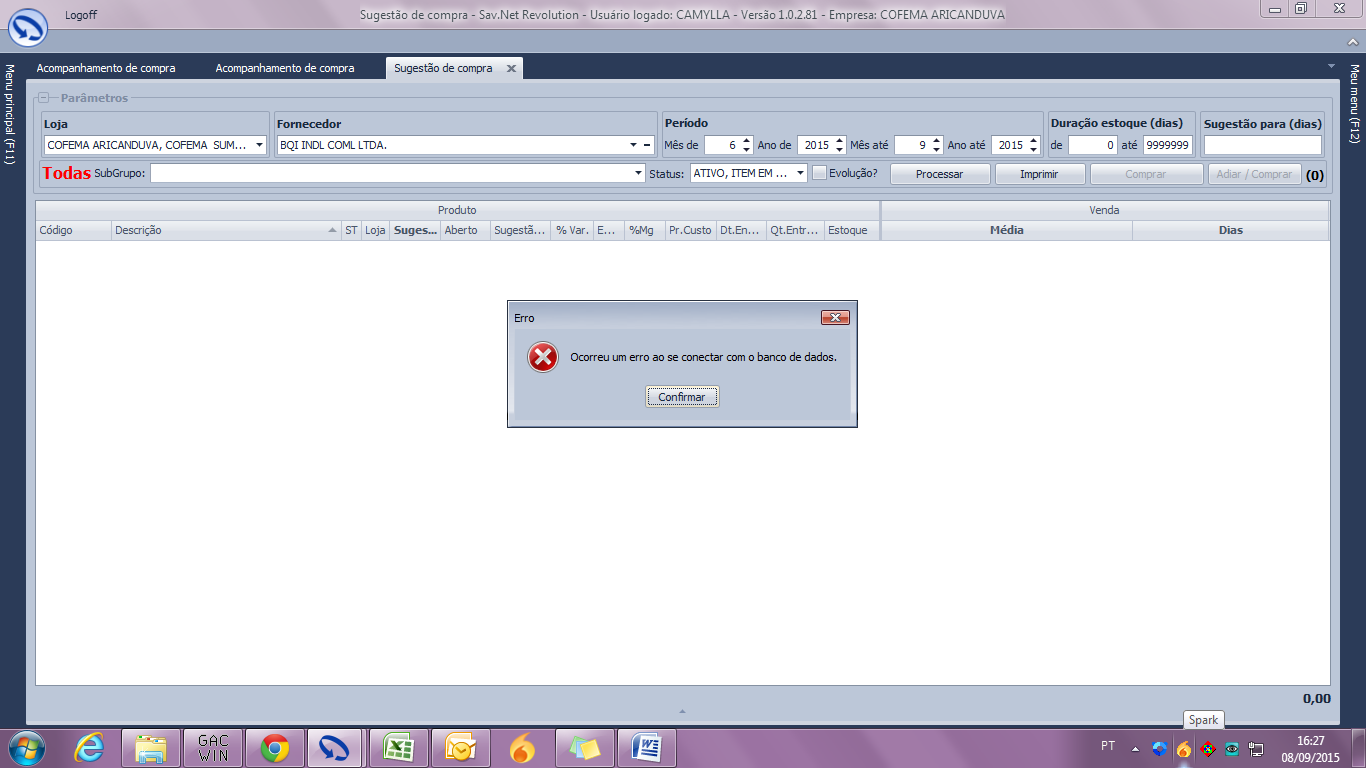 Logoff
Sugestão de compra - Sav.Net Revolution - Usuário logado: CAMYLLA - Versão 1.0.2.81 - Empresa: COFEMA ARICANDUVA
Menu principal (F11)
Acompanhamento de compra Acompanhamento de compra Sugestão de compra
Meu menu (F12)
Parâmetros
Loja Fornecedor Período Duração estoque (dias) Sugestão para (dias)
COFEMA ARICANDUVA, COFEMA SUM... BQI INDL COML LTDA. Mês de 6 Ano de 2015 Mês até 9 Ano até 2015 de 0 até 9999999
Todas SubGrupo: Status: ATIVO, ITEM EM ... Evolução? Processar Imprimir Comprar Adiar / Comprar (0)
Produto Venda
Código Descrição ST Loja Suges... Aberto Sugestã... % Var. E... %Mg Pr.Custo Dt.En... Qt.Entr... Estoque Média Dias
Erro
Ocorreu um erro ao se conectar com o banco de dados.
Confirmar
0,00
Spark
GAC
WIN
PT
16:27
08/09/2015